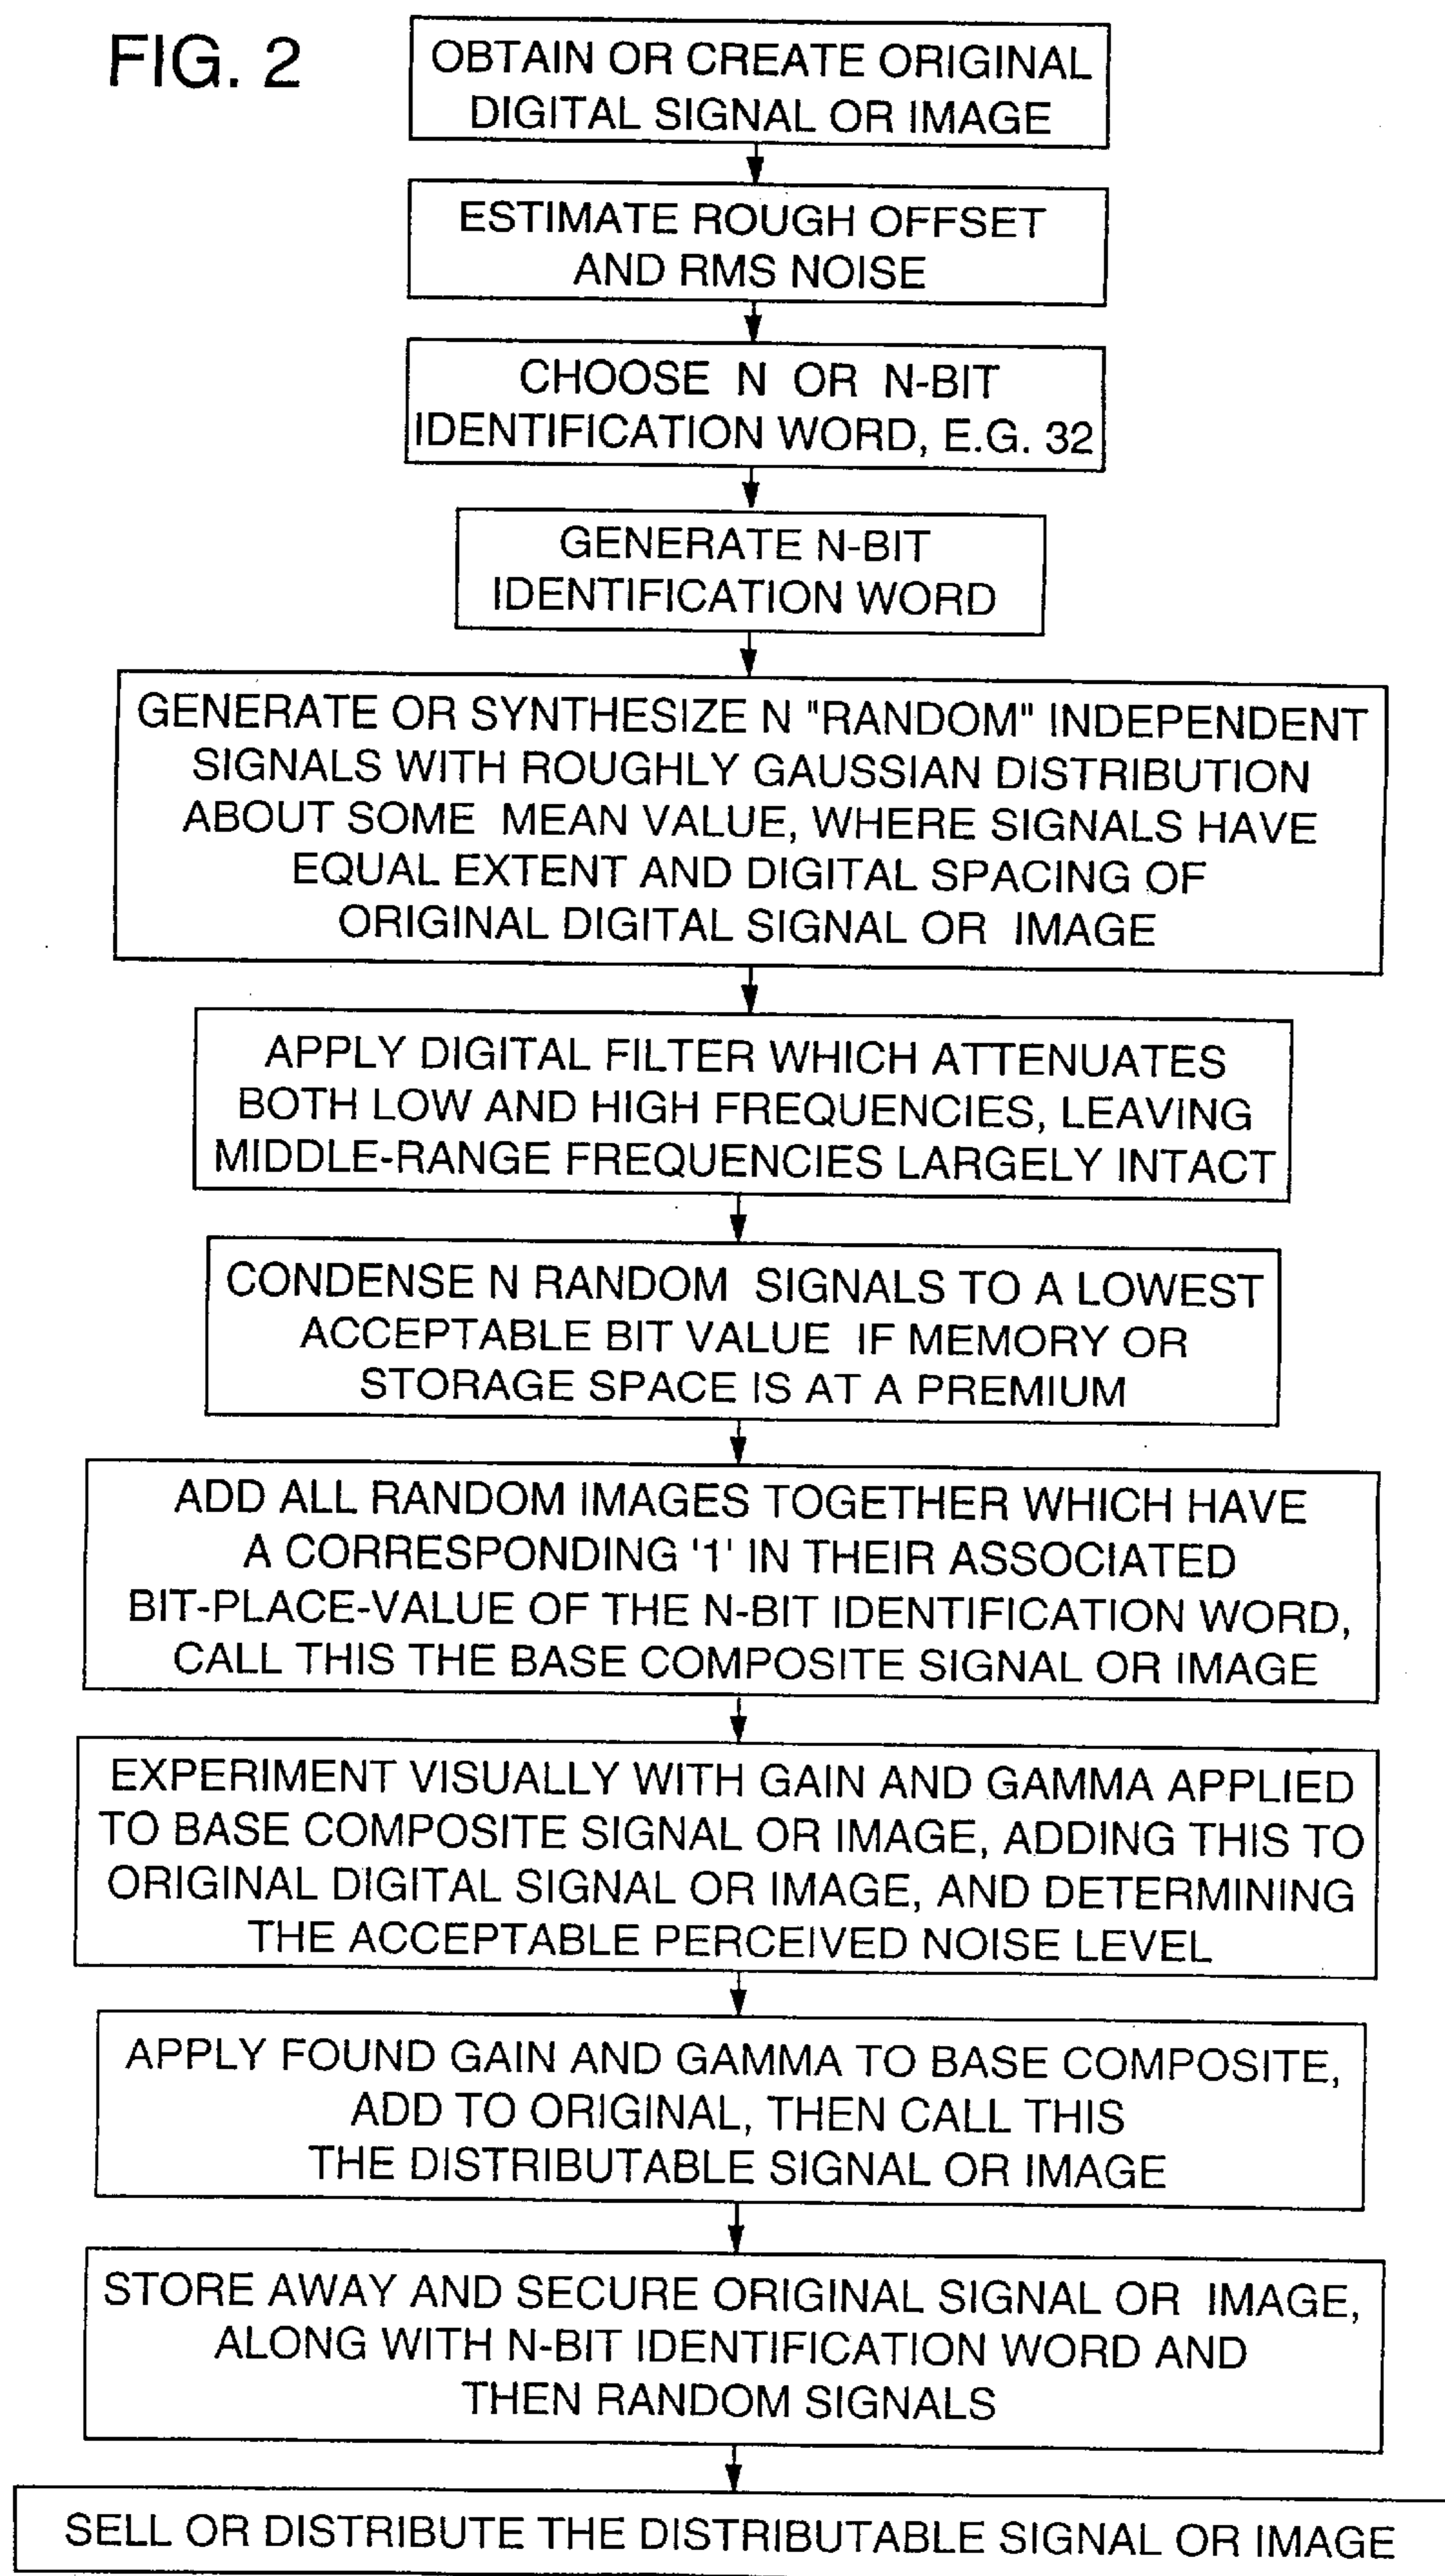 FIG. 2
OBTAIN OR CREATE ORIGINAL
DIGITAL SIGNAL OR IMAGE
ESTIMATE ROUGH OFFSET
AND RMS NOISE
CHOOSE N OR N-BIT
IDENTIFICATION WORD, E.G. 32
GENERATE N-BIT
IDENTIFICATION WORD
GENERATE OR SYNTHESIZE N "RANDOM" INDEPENDENT
SIGNALS WITH ROUGHLY GAUSSIAN DISTRIBUTION
ABOUT SOME MEAN VALUE, WHERE SIGNALS HAVE
EQUAL EXTENT AND DIGITAL SPACING OF
ORIGINAL DIGITAL SIGNAL OR IMAGE
APPLY DIGITAL FILTER WHICH ATTENUATES
BOTH LOW AND HIGH FREQUENCIES, LEAVING
MIDDLE-RANGE FREQUENCIES LARGELY INTACT
CONDENSE N RANDOM SIGNALS TO A LOWEST
ACCEPTABLE BIT VALUE IF MEMORY OR
STORAGE SPACE IS AT A PREMIUM
ADD ALL RANDOM IMAGES TOGETHER WHICH HAVE
A CORRESPONDING '1' IN THEIR ASSOCIATED
BIT-PLACE-VALUE OF THE N-BIT IDENTIFICATION WORD,
CALL THIS THE BASE COMPOSITE SIGNAL OR IMAGE
EXPERIMENT VISUALLY WITH GAIN AND GAMMA APPLIED
TO BASE COMPOSITE SIGNAL OR IMAGE, ADDING THIS TO
ORIGINAL DIGITAL SIGNAL OR IMAGE, AND DETERMINING
THE ACCEPTABLE PERCEIVED NOISE LEVEL
APPLY FOUND GAIN AND GAMMA TO BASE COMPOSITE,
ADD TO ORIGINAL, THEN CALL THIS
THE DISTRIBUTABLE SIGNAL OR IMAGE
STORE AWAY AND SECURE ORIGINAL SIGNAL OR IMAGE,
ALONG WITH N-BIT IDENTIFICATION WORD AND
THEN RANDOM SIGNALS
SELL OR DISTRIBUTE THE DISTRIBUTABLE SIGNAL OR IMAGE